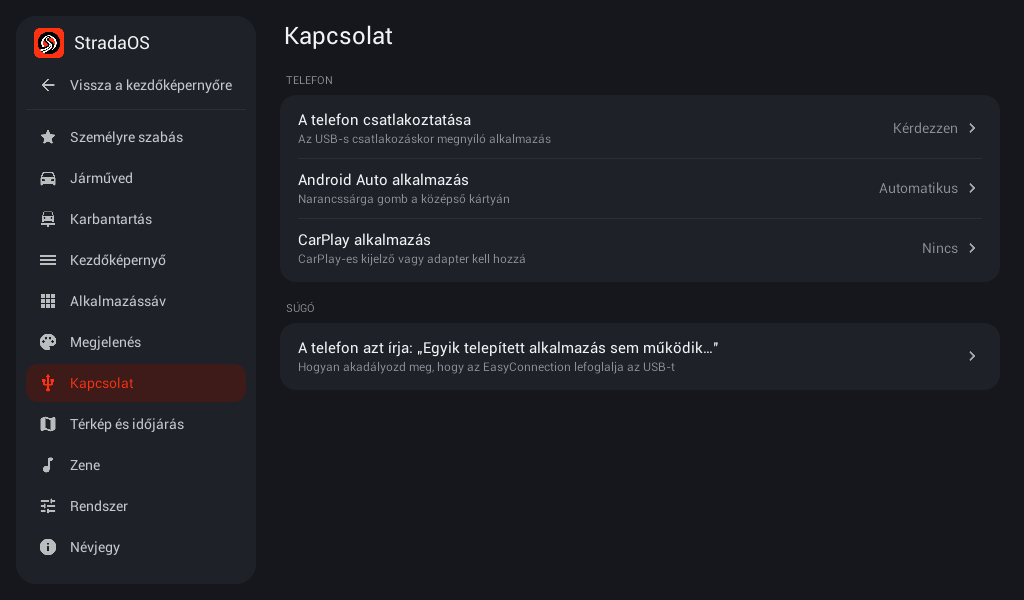 StradaOS
Vissza a kezdőképernyőre
Személyre szabás
Járműved
Karbantartás
Kezdőképernyő
Alkalmazássáv
Megjelenés
Kapcsolat
Térkép és időjárás
Zene
Rendszer
Névjegy
Kapcsolat
TELEFON
A telefon csatlakoztatása
Az USB-s csatlakozáskor megnyíló alkalmazás
Kérdezzen
Android Auto alkalmazás
Narancssárga gomb a középső kártyán
Automatikus
CarPlay alkalmazás
CarPlay-es kijelző vagy adapter kell hozzá
Nincs
SÚGÓ
A telefon azt írja: „Egyik telepített alkalmazás sem működik…”
Hogyan akadályozd meg, hogy az EasyConnection lefoglalja az USB-t